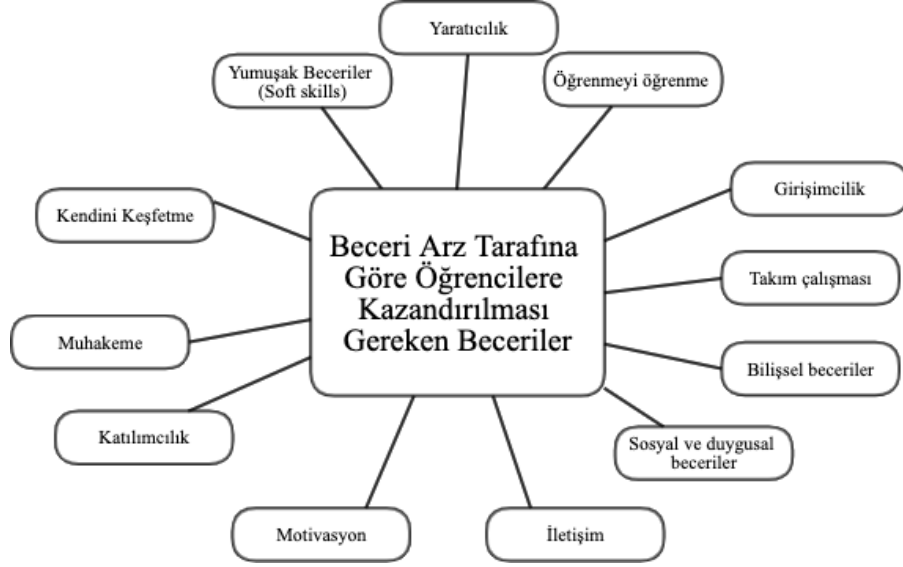 Yaratıcılık
Yumuşak Beceriler
(Soft skills)
Öğrenmeyi öğrenme
Girişimcilik
Kendini Keşfetme
Beceri Arz Tarafına
Göre Öğrencilere
Kazandırılması
Gereken Beceriler
Takım çalışması
Muhakeme
Bilişsel beceriler
Katılımcılık
Sosyal ve duygusal
beceriler
Motivasyon
İletişim